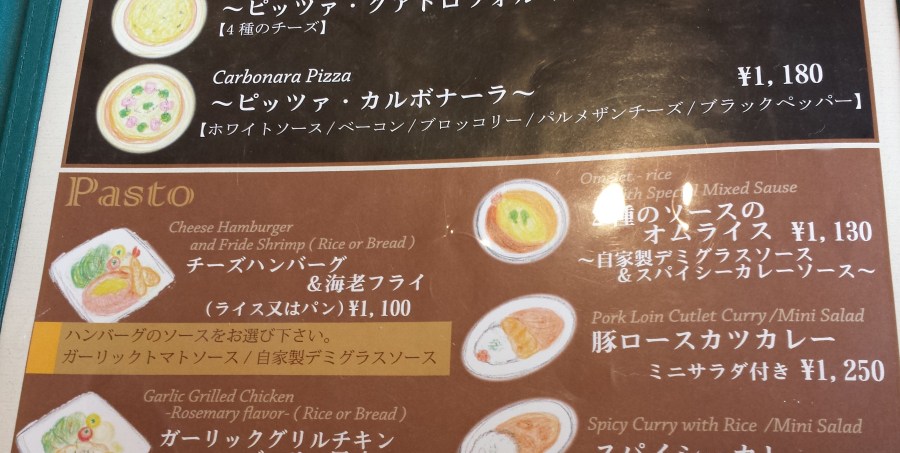 ～ピッツァ・クアトロフォル
【4種のチーズ】
Carbonara Pizza
¥1,180
～ピッツァ・カルボナーラ～
【ホワイトソース/ベーコン/ブロッコリー/パルメザンチーズ/ブラックペッパー】
Pasto
Cheese Hamburger
and Fride Shrimp ( Rice or Bread )
チーズハンバーグ
&海老フライ
(ライス又はパン) ¥1,100
ハンバーグのソースをお選び下さい。
ガーリックトマトソース / 自家製デミグラスソース
Garlic Grilled Chicken
-Rosemary flavor- ( Rice or Bread )
ガーリックグリルチキン
- rice
Special Mixed Sause
種のソースの
オムライス ¥1,130
～自家製デミグラスソース
&スパイシーカレーソース～
Pork Loin Cutlet Curry /Mini Salad
豚ロースカツカレー
ミニサラダ付き ¥1,250
Spicy Curry with Rice /Mini Salad
スパイシーカレー